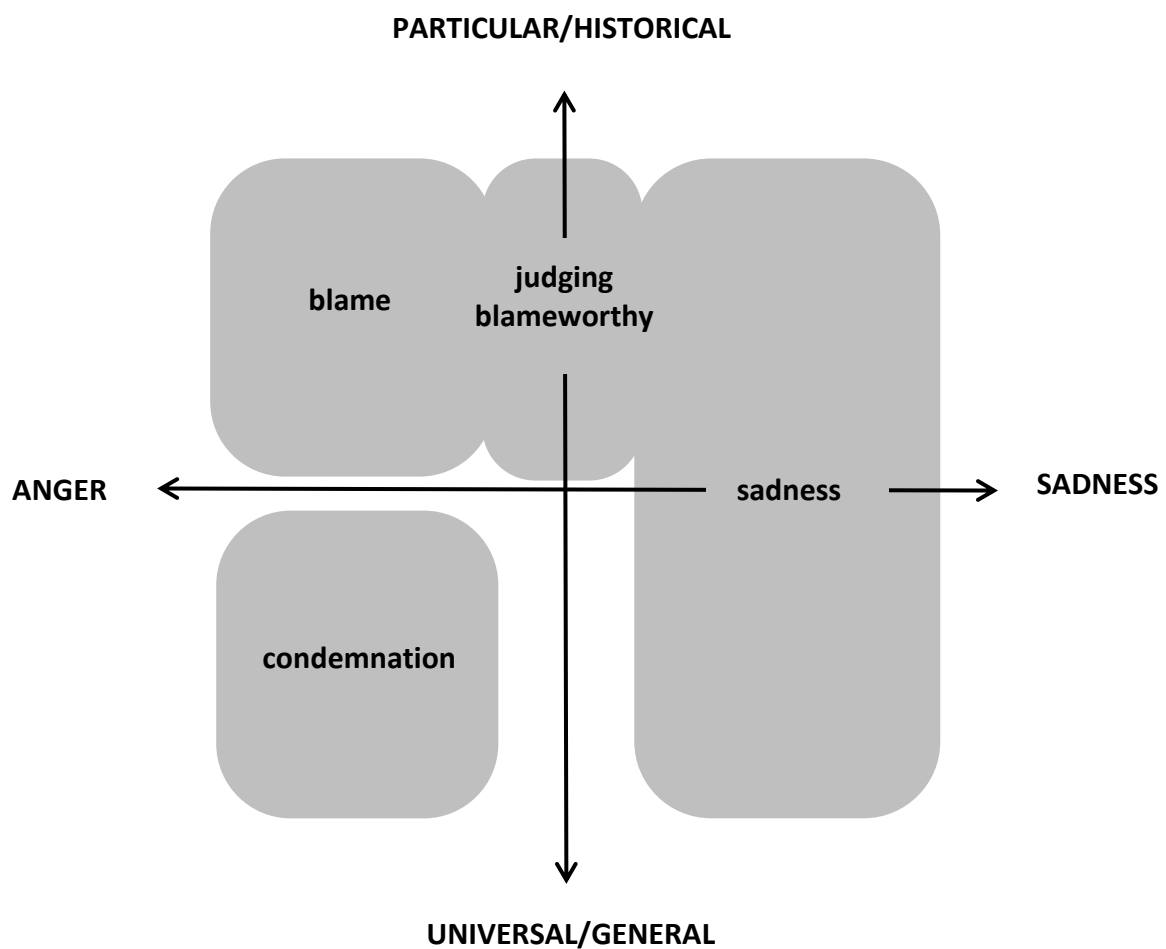 PARTICULAR/HISTORICAL
blame
judging
blameworthy
ANGER
sadness
SADNESS
condemnation
UNIVERSAL/GENERAL